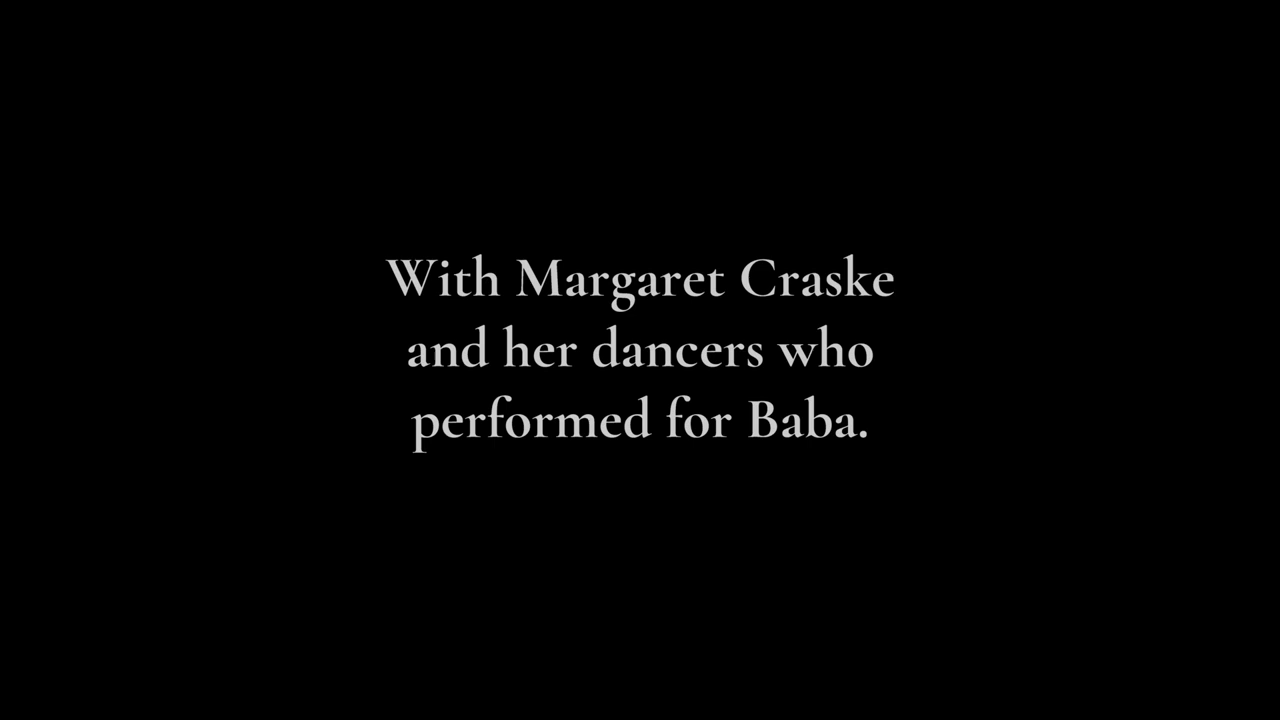 With Margaret Craske
and her dancers who
performed for Baba.